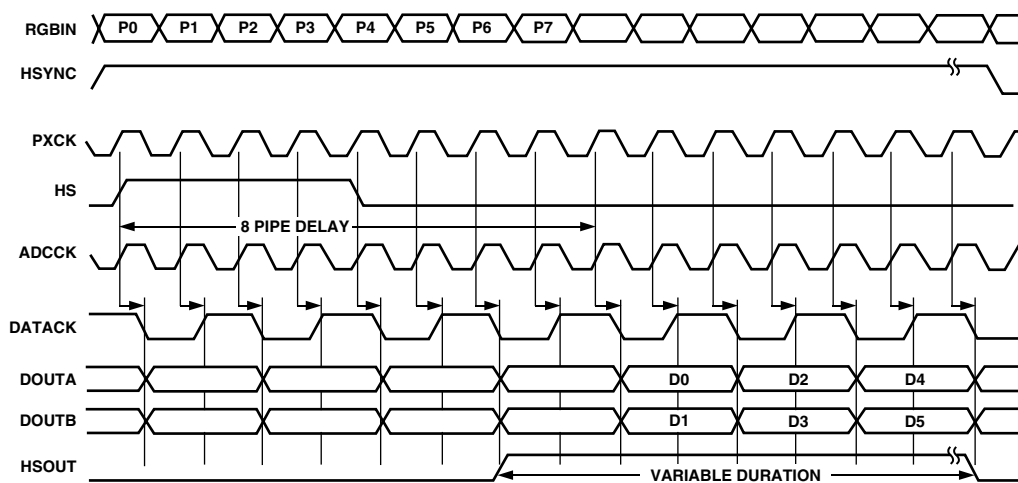 RGBIN P0 P1 P2 P3 P4 P5 P6 P7
HSYNC
PXCK
HS
8 PIPE DELAY
ADCCK
DATACK
DOUTA D0 D2 D4
DOUTB D1 D3 D5
HSOUT VARIABLE DURATION